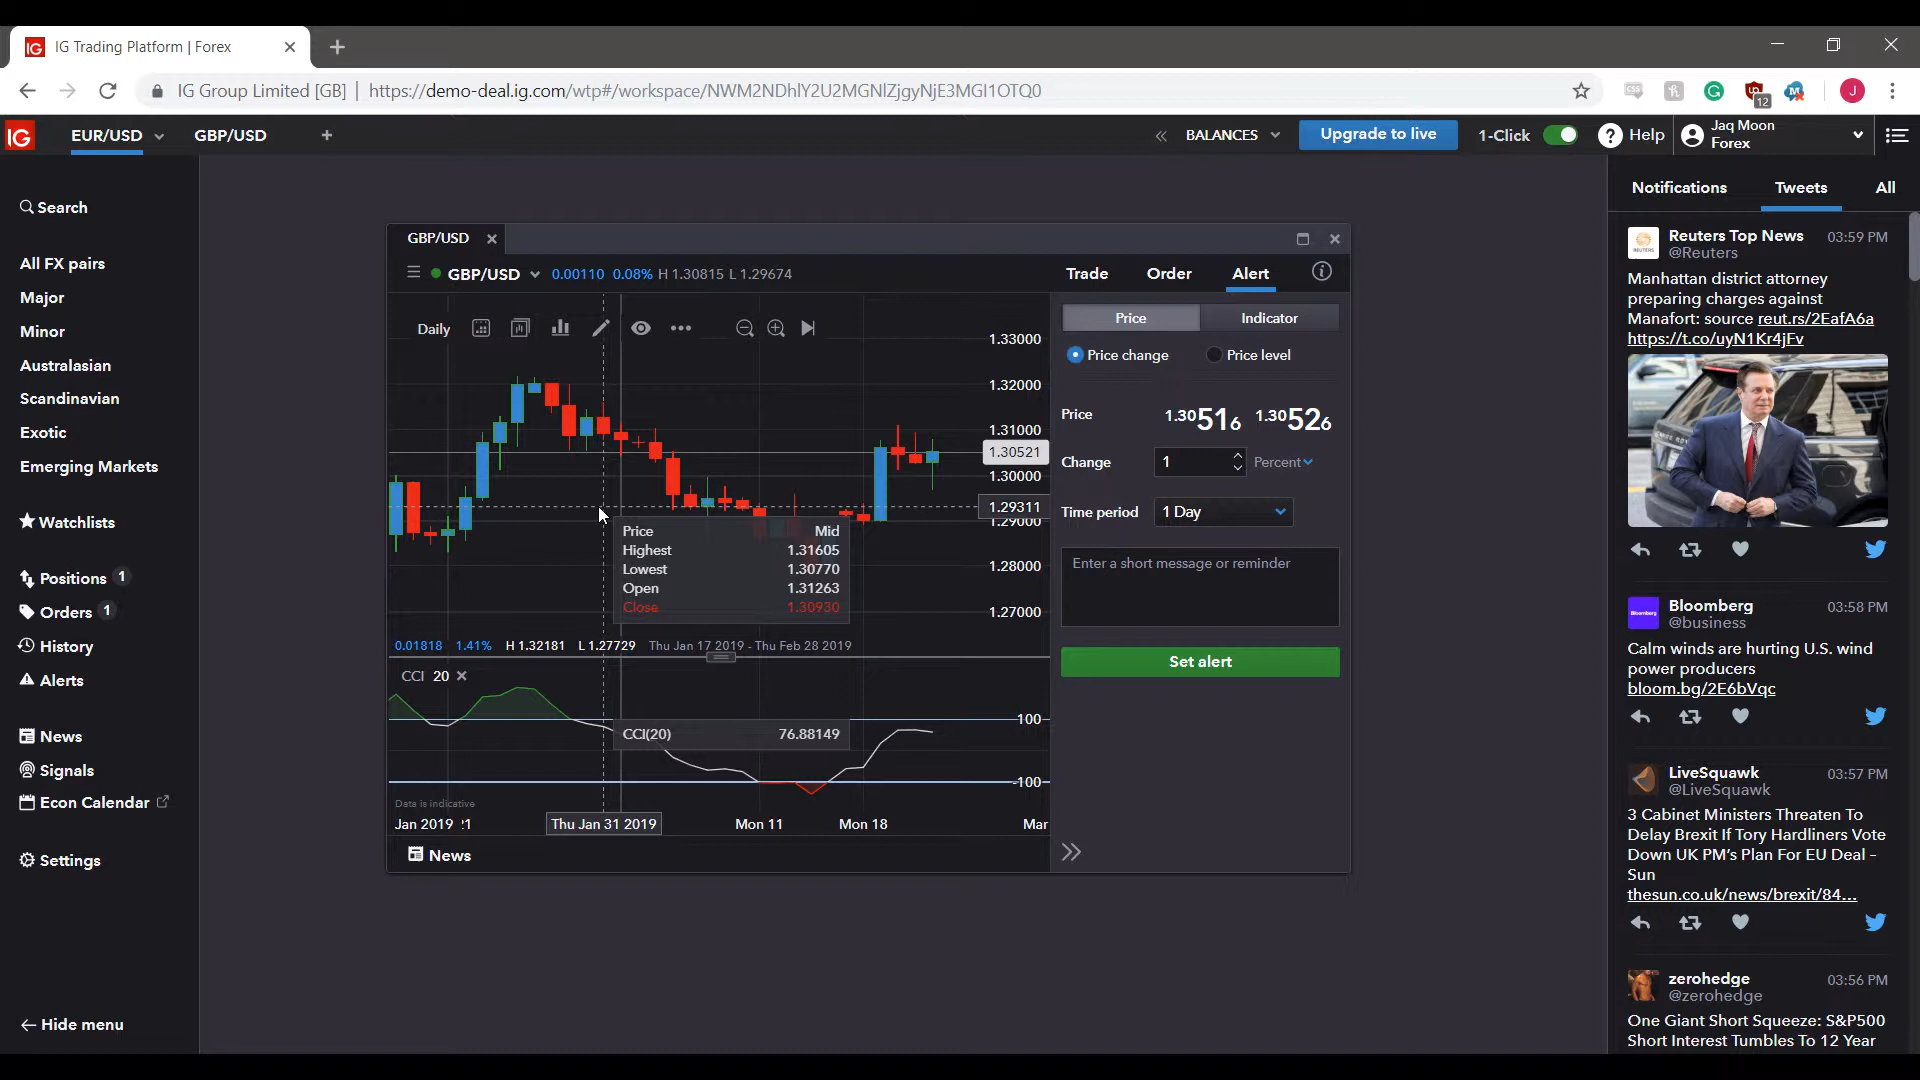 IG
IG Trading Platform | Forex
IG Group Limited [GB] | https://demo-deal.ig.com/wtp#/workspace/NWM2NDhlY2U2MGNlZjgyNjE3MGI1OTQ0
CSS
12
J
IG
EUR/USD
GBP/USD
+
BALANCES
Upgrade to live
1-Click
? Help
Jaq Moon
Forex
Search
All FX pairs
Major
Minor
Australasian
Scandinavian
Exotic
Emerging Markets
Watchlists
Positions 1
Orders 1
History
Alerts
News
Signals
Econ Calendar
Settings
Hide menu
GBP/USD
GBP/USD 0.00110 0.08% H 1.30815 L 1.29674
Daily
1.33000
1.32000
1.31000
1.30521
1.30000
1.29311
1.29000
1.28000
1.27000
Price Mid
Highest 1.31605
Lowest 1.30770
Open 1.31263
Close 1.30930
0.01818 1.41% H 1.32181 L 1.27729 Thu Jan 17 2019 - Thu Feb 28 2019
CCI 20
100
CCI(20) 76.88149
-100
Data is indicative
Jan 2019
Thu Jan 31 2019
Mon 11
Mon 18
Mar
News
Trade
Order
Alert
Price
Indicator
Price change
Price level
Price 1.30516 1.30526
Change 1 Percent
Time period 1 Day
Enter a short message or reminder
Set alert
Notifications
Tweets
All
Reuters Top News 03:59 PM
@Reuters
Manhattan district attorney
preparing charges against
Manafort: source reut.rs/2EafA6a
https://t.co/uyN1Kr4jFv
Bloomberg 03:58 PM
@business
Calm winds are hurting U.S. wind
power producers
bloom.bg/2E6bVqc
LiveSquawk 03:57 PM
@LiveSquawk
3 Cabinet Ministers Threaten To
Delay Brexit If Tory Hardliners Vote
Down UK PM's Plan For EU Deal –
Sun
thesun.co.uk/news/brexit/84…
zerohedge 03:56 PM
@zerohedge
One Giant Short Squeeze: S&P500
Short Interest Tumbles To 12 Year